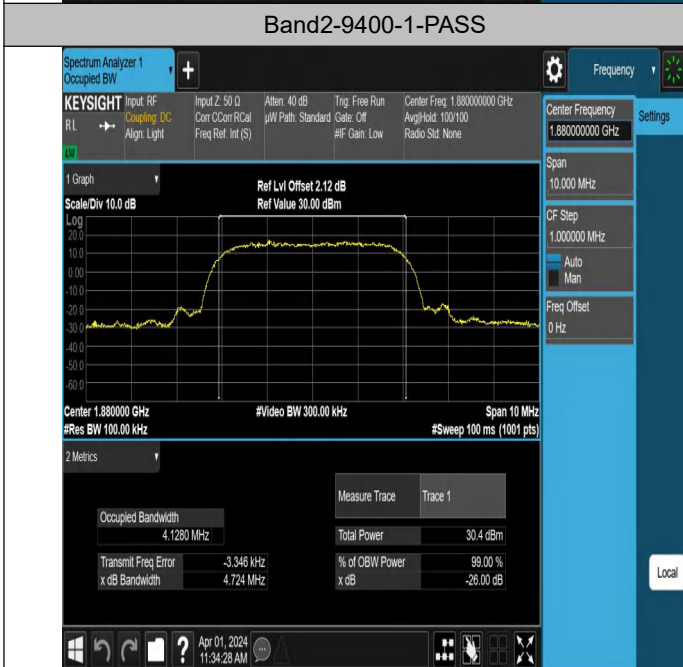 Band2-9400-1-PASS
Spectrum Analyzer 1
Occupied BW
+
Frequency
KEYSIGHT
Input: RF
Input Z: 50 Ω
Atten: 40 dB
Trig: Free Run
Center Freq: 1.880000000 GHz
RL
Coupling: DC
Corr CCorr RCal
µW Path: Standard
Gate: Off
Avg|Hold: 100/100
Align: Light
Freq Ref: Int (S)
#IF Gain: Low
Radio Std: None
LXI
Center Frequency
1.880000000 GHz
Settings
Span
10.000 MHz
CF Step
1.000000 MHz
Auto
Man
Freq Offset
0 Hz
1 Graph
Ref Lvl Offset 2.12 dB
Scale/Div 10.0 dB
Ref Value 30.00 dBm
Log
20.0
10.0
0.00
-10.0
-20.0
-30.0
-40.0
-50.0
-60.0
Center 1.880000 GHz
#Video BW 300.00 kHz
Span 10 MHz
#Res BW 100.00 kHz
#Sweep 100 ms (1001 pts)
2 Metrics
Measure Trace
Trace 1
Occupied Bandwidth
4.1280 MHz
Total Power
30.4 dBm
Transmit Freq Error
-3.346 kHz
% of OBW Power
99.00 %
x dB Bandwidth
4.724 MHz
x dB
-26.00 dB
Local
?
Apr 01, 2024
11:34:28 AM